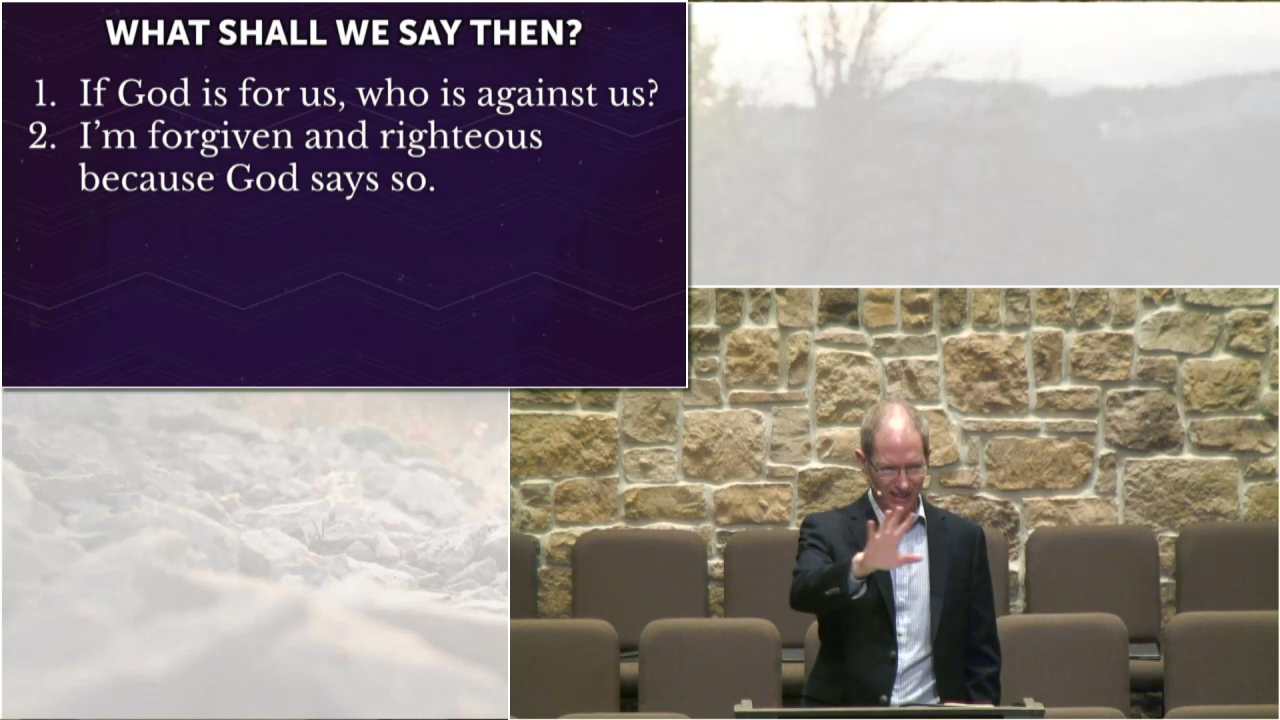 WHAT SHALL WE SAY THEN?
1. If God is for us, who is against us?
2. I’m forgiven and righteous
because God says so.